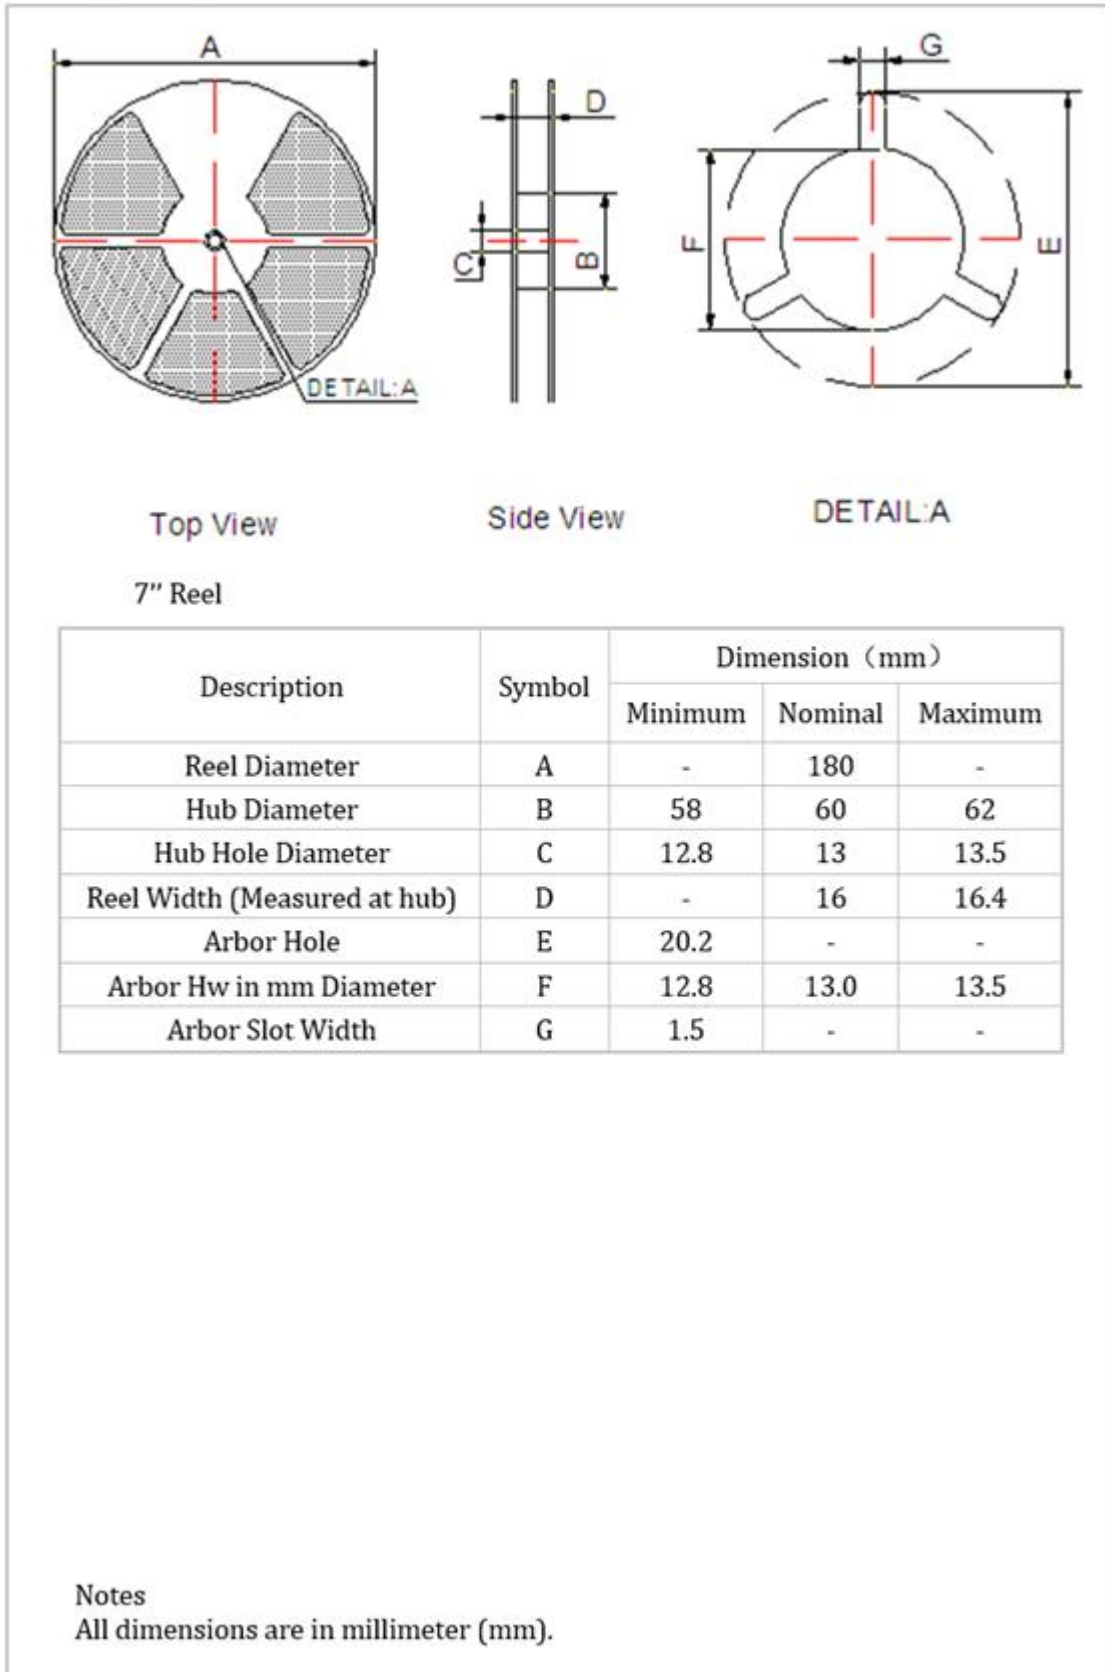 A
D
C
B
G
F
E
DETAIL:A
Top View
Side View
DETAIL:A
7″ Reel
Description Symbol Dimension（mm）
Minimum Nominal Maximum
Reel Diameter A - 180 -
Hub Diameter B 58 60 62
Hub Hole Diameter C 12.8 13 13.5
Reel Width (Measured at hub) D - 16 16.4
Arbor Hole E 20.2 - -
Arbor Hw in mm Diameter F 12.8 13.0 13.5
Arbor Slot Width G 1.5 - -
Notes
All dimensions are in millimeter (mm).